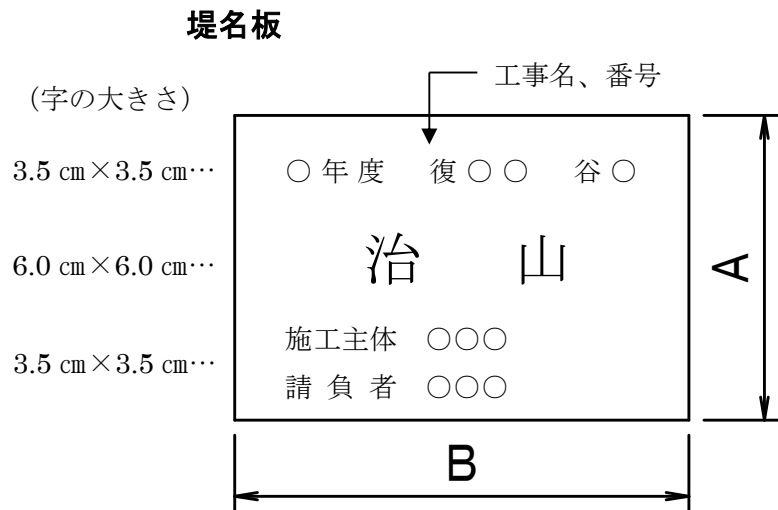 堤名板
工事名、番号
（字の大きさ）
3.5 ㎝×3.5 ㎝… ○年度 復○○ 谷○
6.0 ㎝×6.0 ㎝… 治 山
施工主体 ○○○
3.5 ㎝×3.5 ㎝…
請 負 者 ○○○
A
B